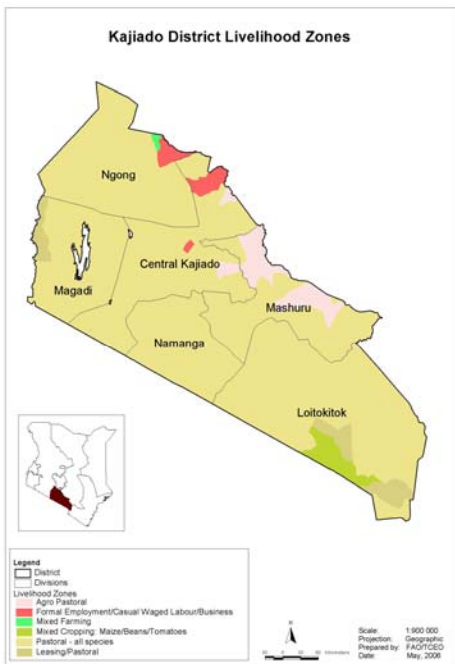 Kajiado District Livelihood Zones
Ngong
Central Kajiado
Magadi
Mashuru
Namanga
Loitokitok
Legend
District
Divisions
Livelihood Zones
Agro Pastoral
Formal Employment/Casual Waged Labour/Business
Mixed Farming
Mixed Cropping: Maize/Beans/Tomatoes
Pastoral - all species
Leasing/Pastoral
N
Kilometers
Scale: 1:900 000
Projection: Geographic
Prepared by: FAO/TCEO
Date: May, 2006